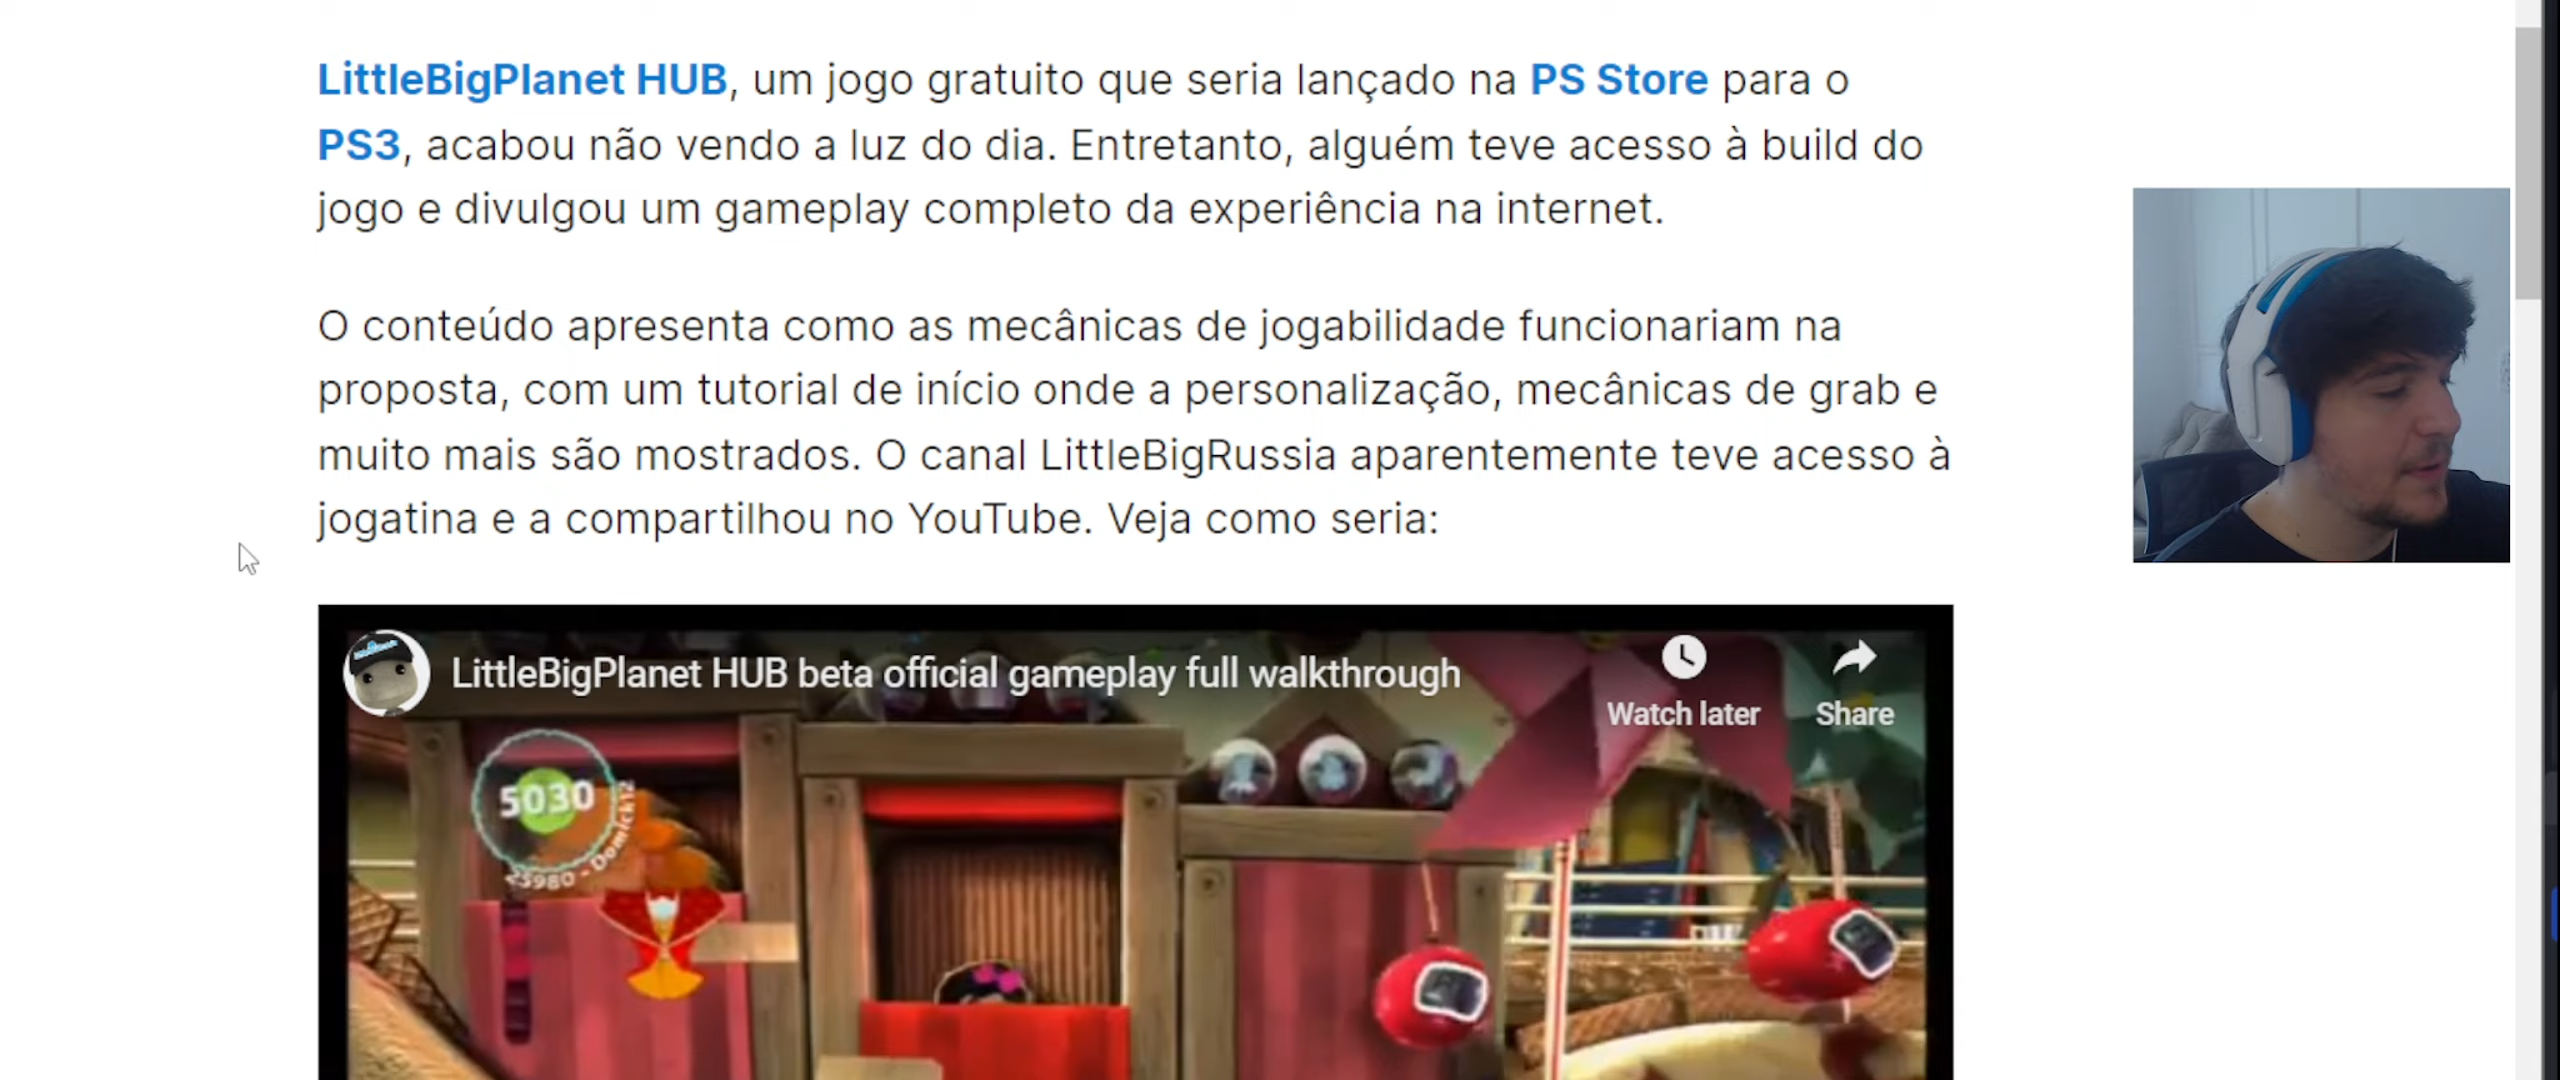 LittleBigPlanet HUB, um jogo gratuito que seria lançado na PS Store para o
PS3, acabou não vendo a luz do dia. Entretanto, alguém teve acesso à build do
jogo e divulgou um gameplay completo da experiência na internet.
O conteúdo apresenta como as mecânicas de jogabilidade funcionariam na
proposta, com um tutorial de início onde a personalização, mecânicas de grab e
muito mais são mostrados. O canal LittleBigRussia aparentemente teve acesso à
jogatina e a compartilhou no YouTube. Veja como seria:
LittleBigPlanet HUB beta official gameplay full walkthrough
Watch later
Share
5030
23980 - Domick12